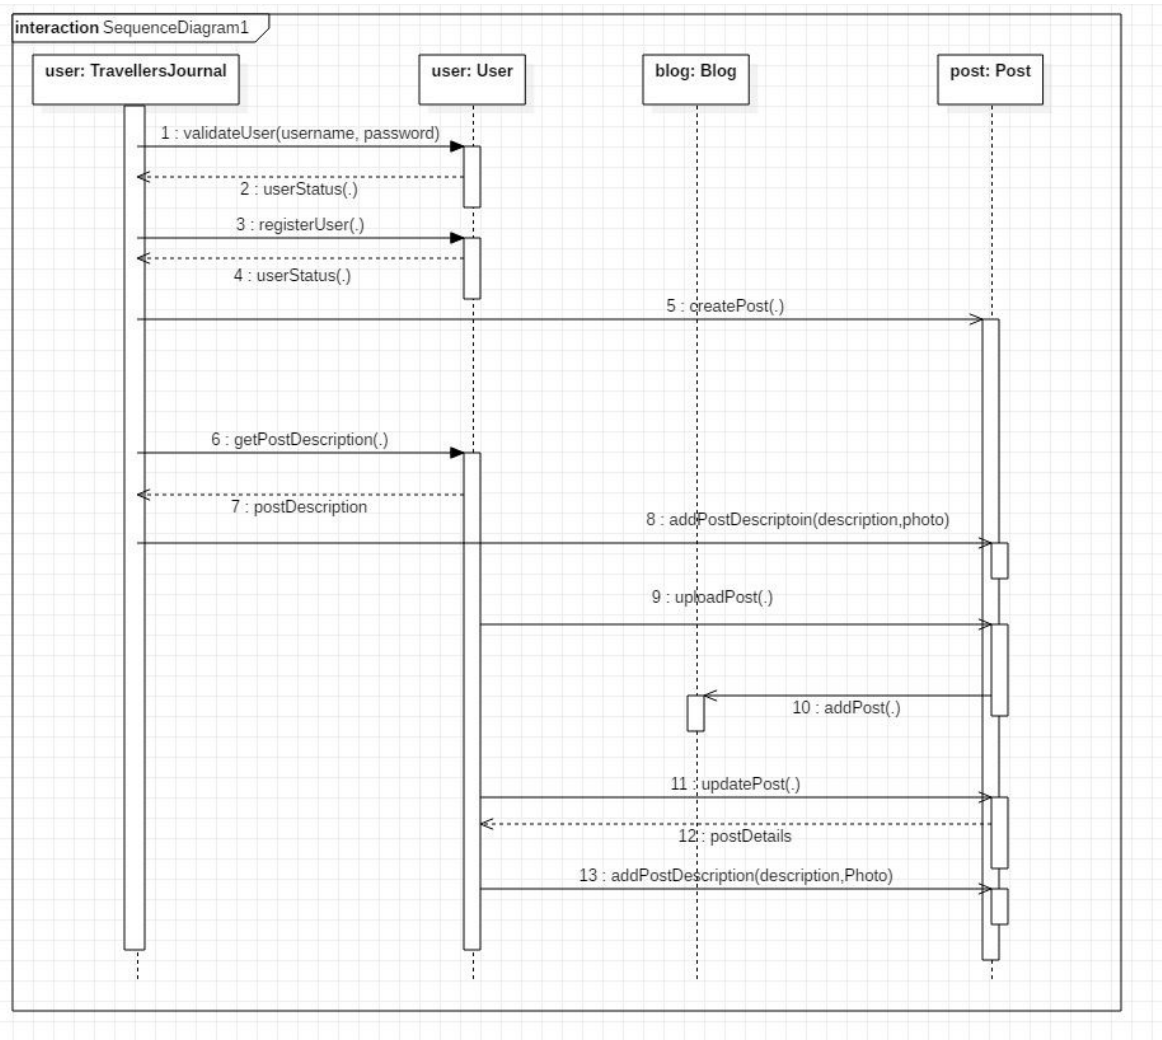 interaction SequenceDiagram1
user: TravellersJournal
user: User
blog: Blog
post: Post
1 : validateUser(username, password)
2 : userStatus(.)
3 : registerUser(.)
4 : userStatus(.)
5 : createPost(.)
6 : getPostDescription(.)
7 : postDescription
8 : addPostDescriptoin(description,photo)
9 : uploadPost(.)
10 : addPost(.)
11 : updatePost(.)
12 : postDetails
13 : addPostDescription(description,Photo)